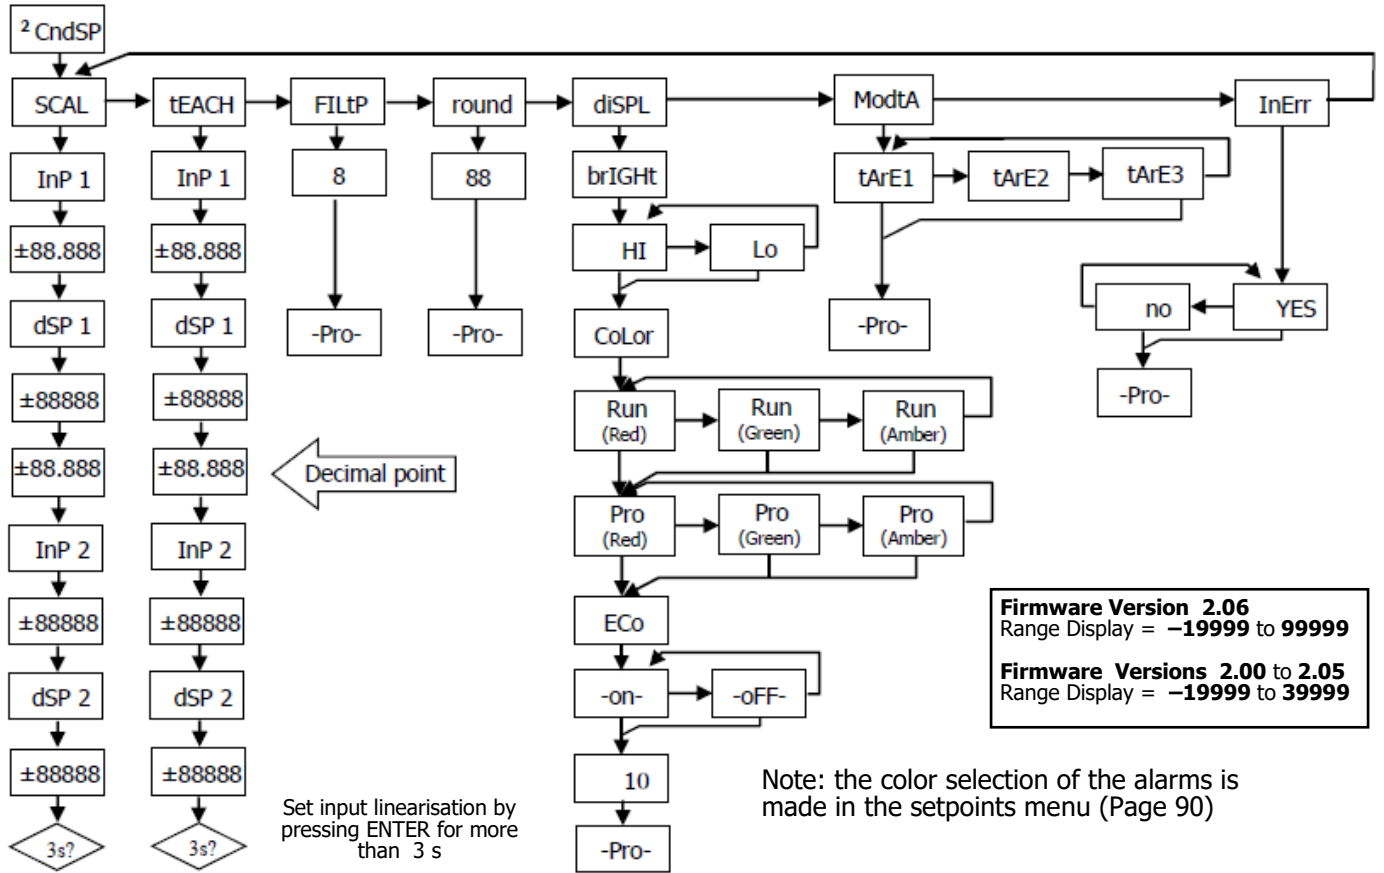 ² CndSP
SCAL
tEACH
FILtP
round
diSPL
ModtA
InErr
InP 1
InP 1
8
88
brIGHt
tArE1
tArE2
tArE3
±88.888
±88.888
HI
Lo
dSP 1
dSP 1
-Pro-
-Pro-
CoLor
-Pro-
no
YES
-Pro-
±88888
±88888
Run
(Red)
Run
(Green)
Run
(Amber)
±88.888
±88.888
Decimal point
Pro
(Red)
Pro
(Green)
Pro
(Amber)
InP 2
InP 2
±88888
±88888
ECo
Firmware Version 2.06
Range Display = –19999 to 99999
Firmware Versions 2.00 to 2.05
Range Display = –19999 to 39999
dSP 2
dSP 2
-on-
-oFF-
±88888
±88888
10
Note: the color selection of the alarms is
made in the setpoints menu (Page 90)
Set input linearisation by
pressing ENTER for more
than 3 s
3s?
3s?
-Pro-